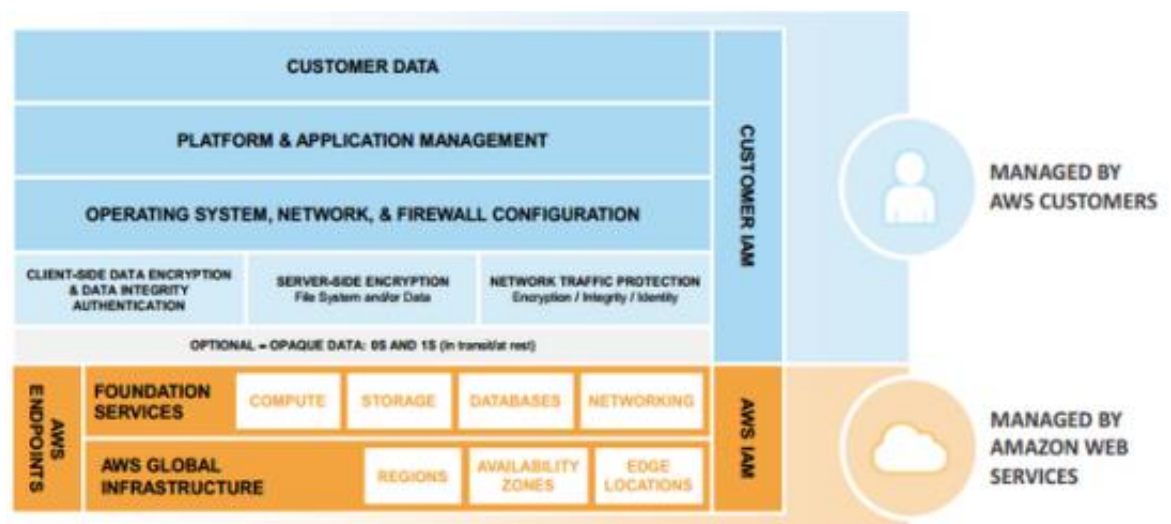 CUSTOMER DATA
PLATFORM & APPLICATION MANAGEMENT
OPERATING SYSTEM, NETWORK, & FIREWALL CONFIGURATION
CLIENT-SIDE DATA ENCRYPTION
& DATA INTEGRITY
AUTHENTICATION
SERVER-SIDE ENCRYPTION
File System and/or Data
NETWORK TRAFFIC PROTECTION
Encryption / Integrity / Identity
OPTIONAL – OPAQUE DATA: 0S AND 1S (in transit/at rest)
CUSTOMER IAM
MANAGED BY
AWS CUSTOMERS
AWS
ENDPOINTS
FOUNDATION
SERVICES
COMPUTE
STORAGE
DATABASES
NETWORKING
AWS GLOBAL
INFRASTRUCTURE
REGIONS
AVAILABILITY
ZONES
EDGE
LOCATIONS
AWS IAM
MANAGED BY
AMAZON WEB
SERVICES